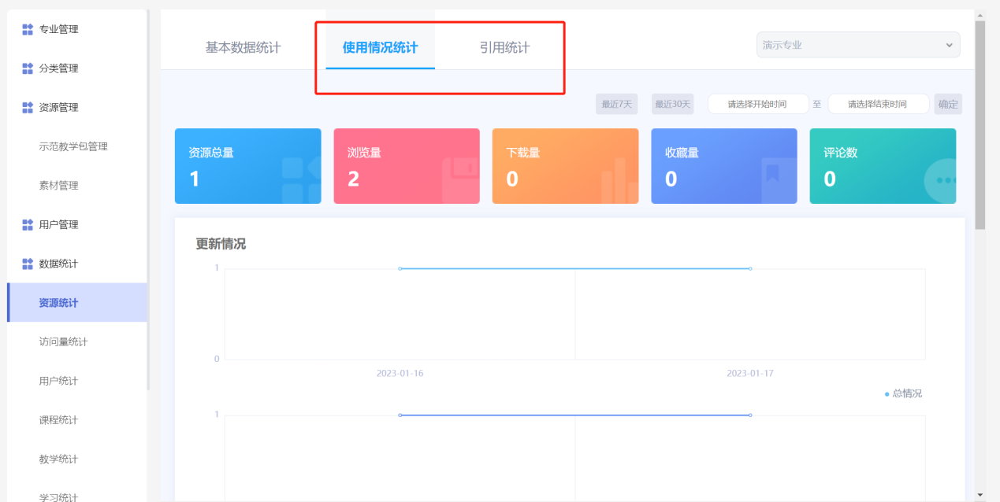 专业管理
分类管理
资源管理
示范教学包管理
素材管理
用户管理
数据统计
资源统计
访问量统计
用户统计
课程统计
教学统计
学习统计
基本数据统计
使用情况统计
引用统计
演示专业
最近7天
最近30天
请选择开始时间
至
请选择结束时间
确定
资源总量
1
浏览量
2
下载量
0
收藏量
0
评论数
0
更新情况
1
0
2023-01-16
2023-01-17
总情况
1